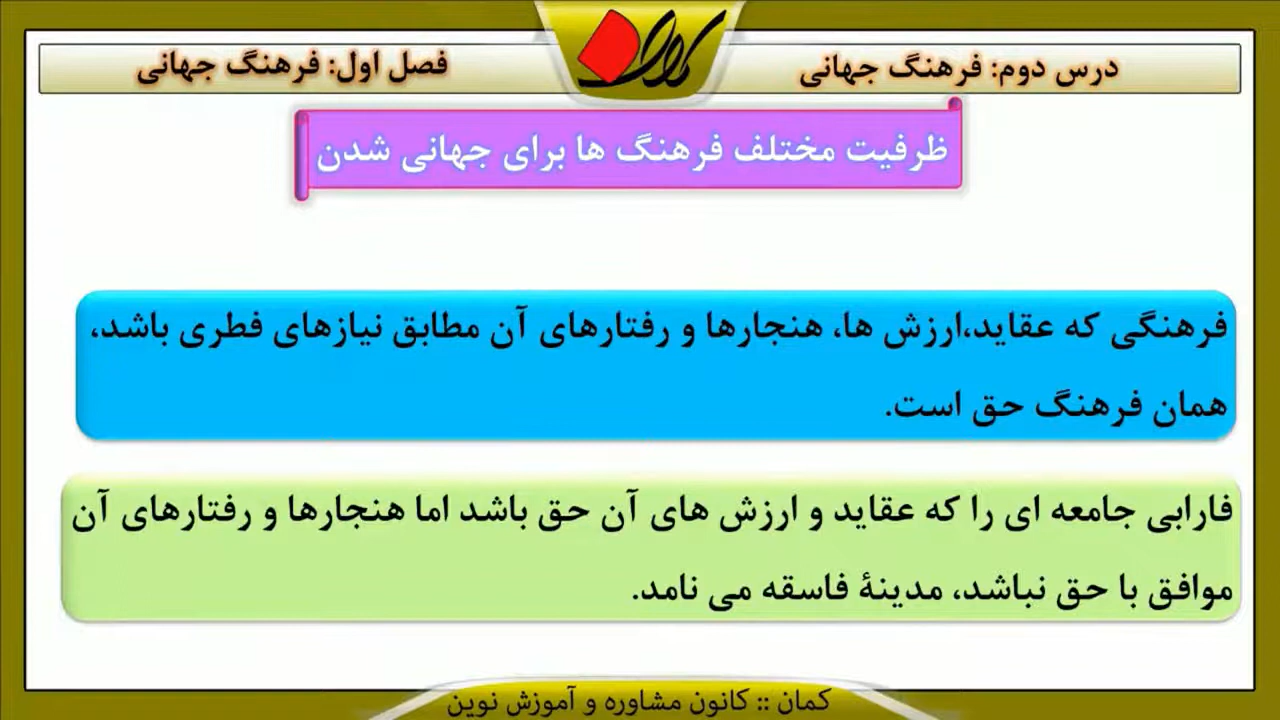 درس دوم: فرهنگ جهانی
فصل اول: فرهنگ جهانی
ظرفیت مختلف فرهنگ ها برای جهانی شدن
فرهنگی که عقاید،ارزش ها، هنجارها و رفتارهای آن مطابق نیازهای فطری باشد،
همان فرهنگ حق است.
فارابی جامعه ای را که عقاید و ارزش های آن حق باشد اما هنجارها و رفتارهای آن
موافق با حق نباشد، مدینهٔ فاسقه می نامد.
کمان :: کانون مشاوره و آموزش نوین